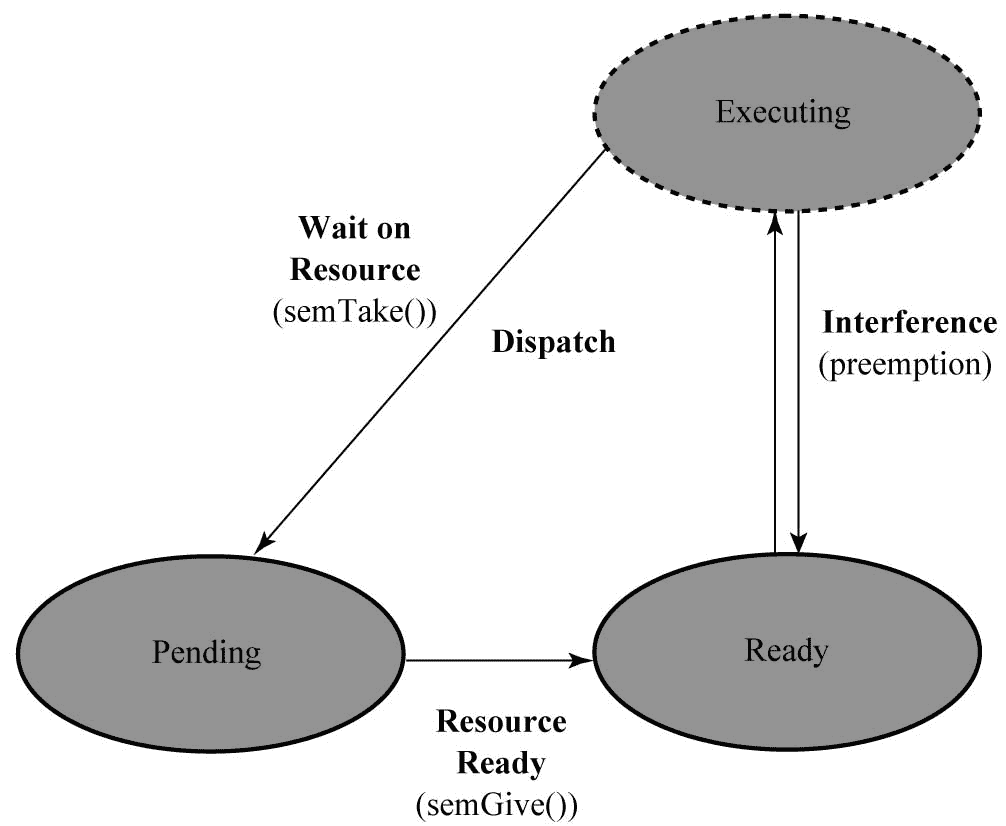 Executing
Wait on
Resource
(semTake())
Dispatch
Interference
(preemption)
Pending
Ready
Resource
Ready
(semGive())